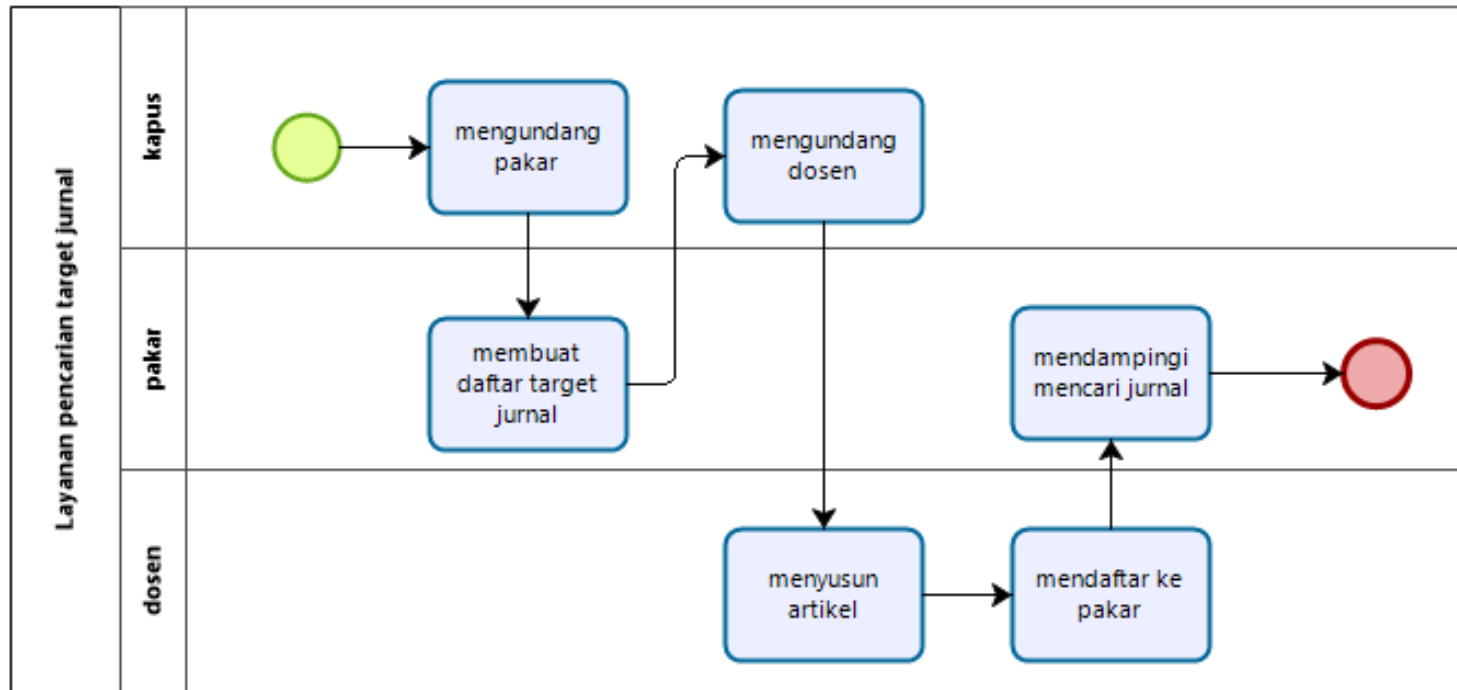 Layanan pencarian target jurnal
kapus
mengundang
pakar
mengundang
dosen
pakar
membuat
daftar target
jurnal
mendampingi
mencari jurnal
dosen
menyusun
artikel
mendaftar ke
pakar